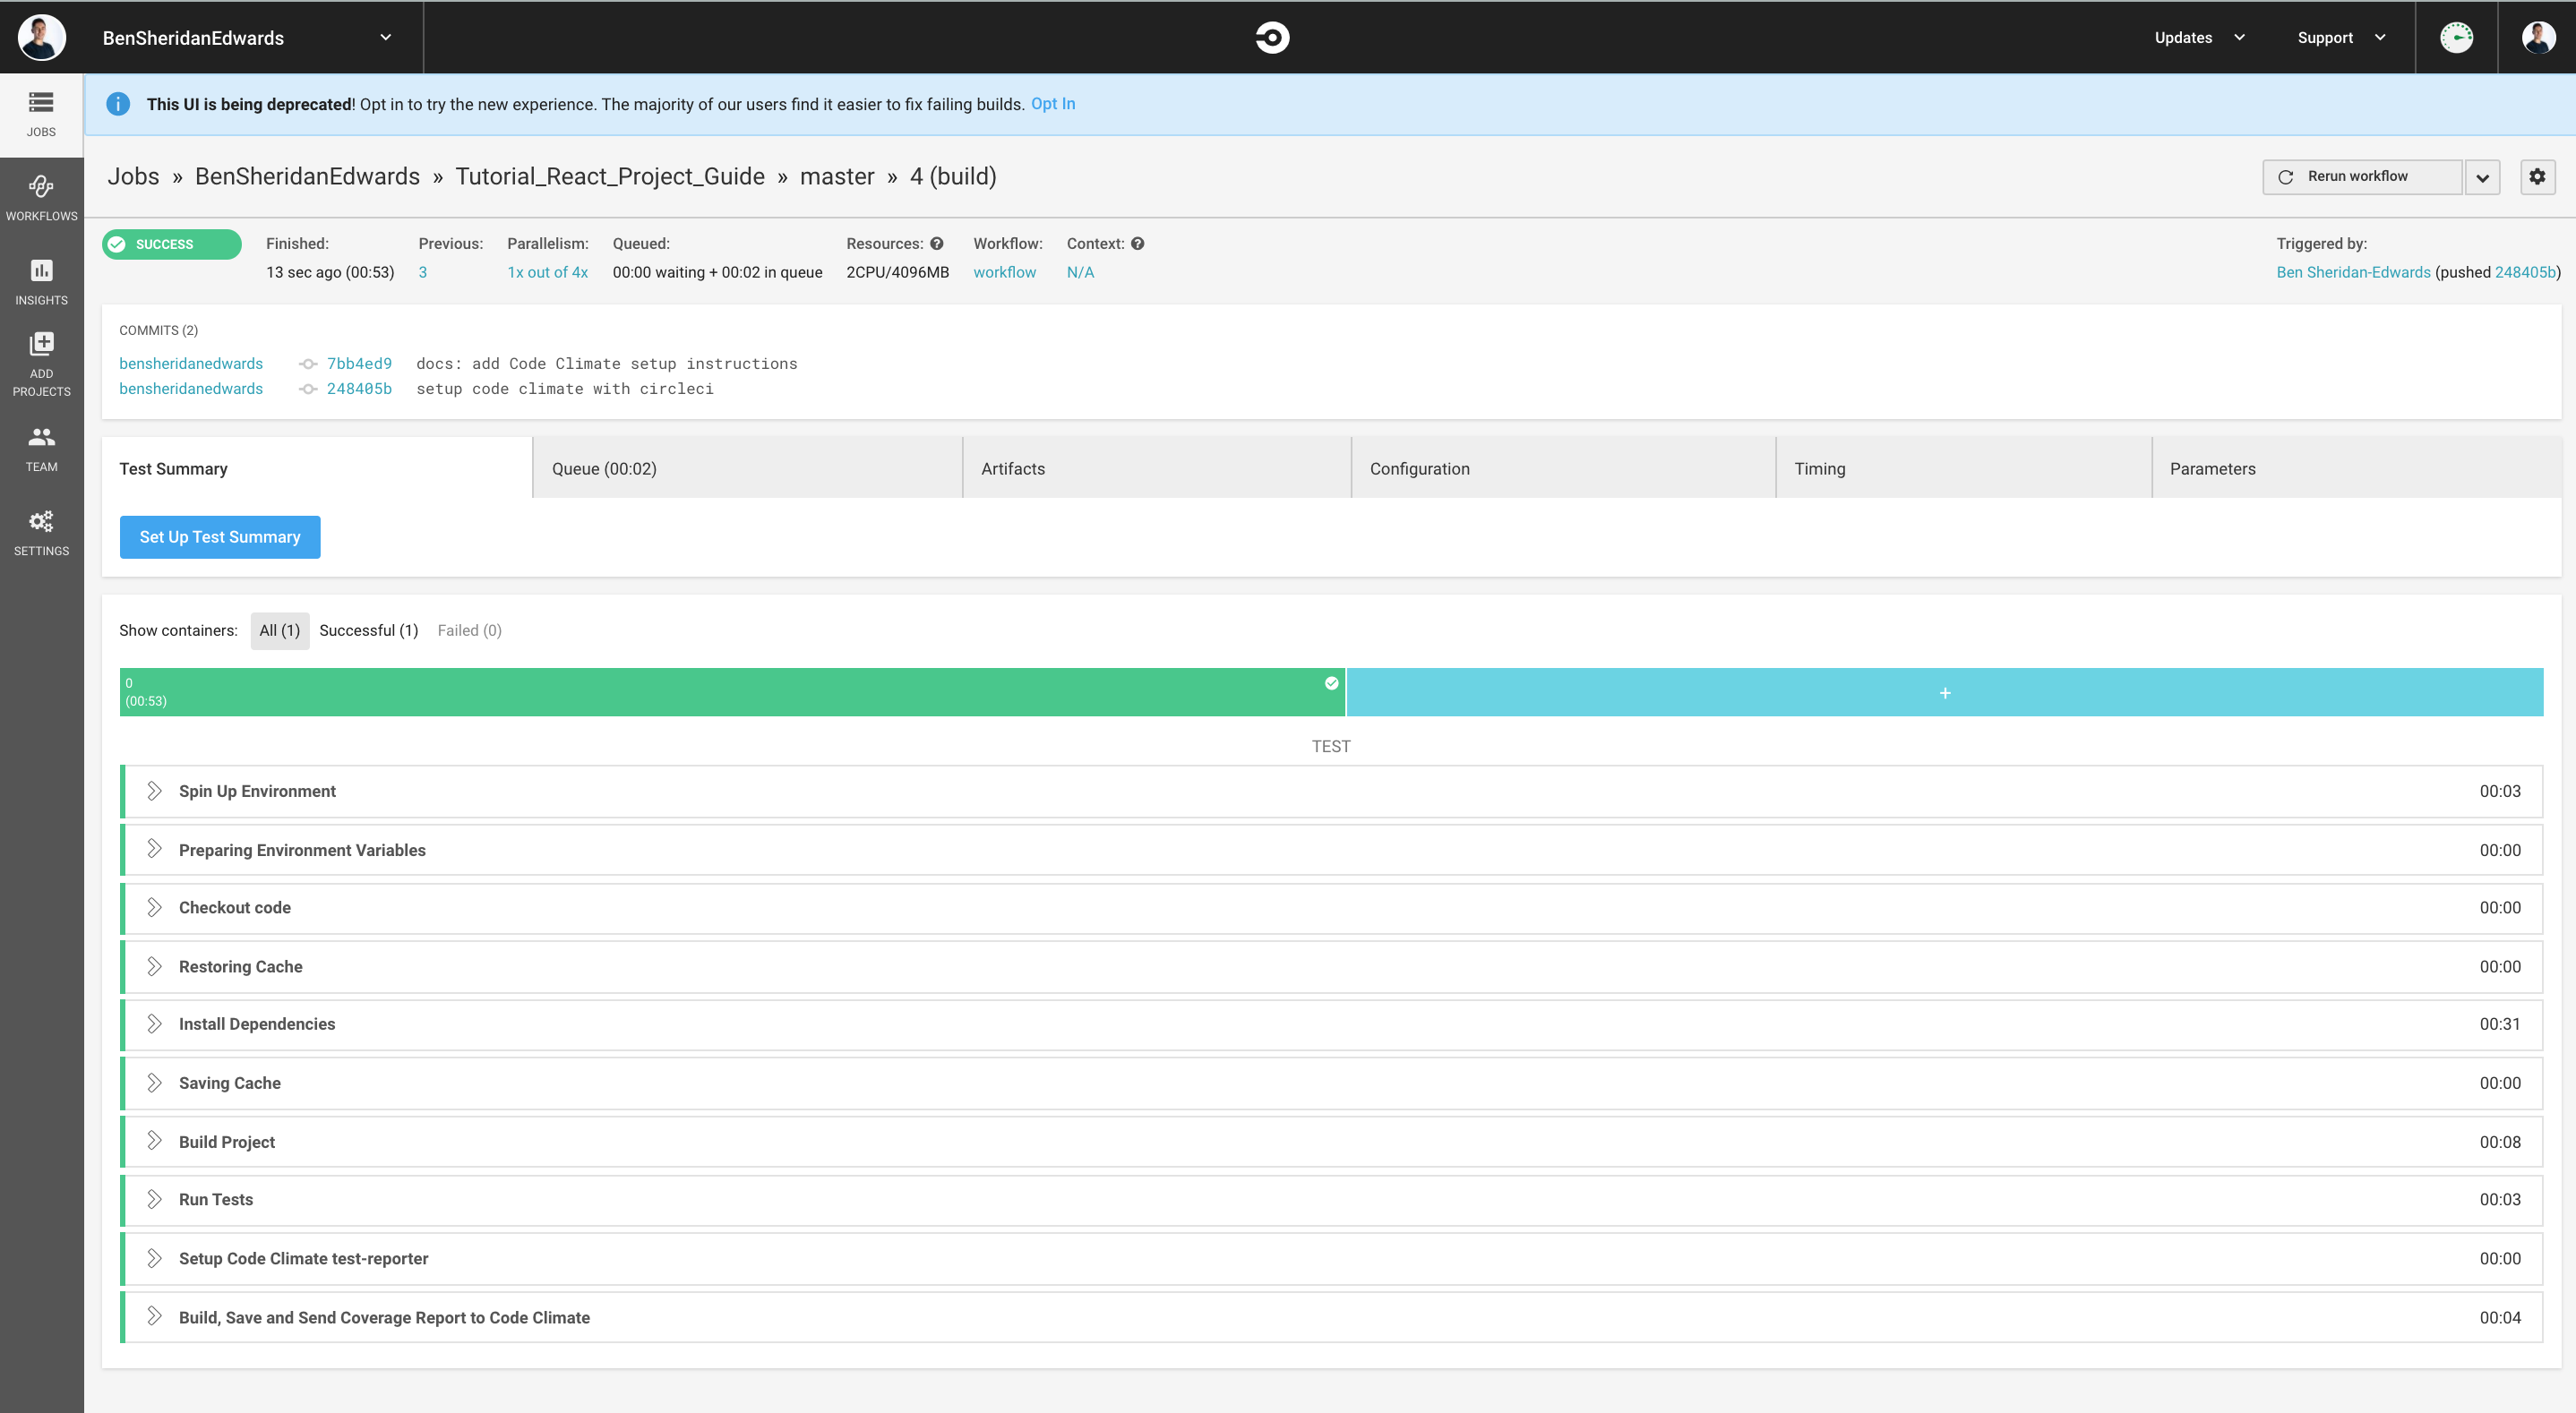 BenSheridanEdwards
Updates
Support
JOBS
WORKFLOWS
INSIGHTS
ADD
PROJECTS
TEAM
SETTINGS
This UI is being deprecated! Opt in to try the new experience. The majority of our users find it easier to fix failing builds. Opt In
Jobs » BenSheridanEdwards » Tutorial_React_Project_Guide » master » 4 (build)
Rerun workflow
SUCCESS
Finished:
13 sec ago (00:53)
Previous:
3
Parallelism:
1x out of 4x
Queued:
00:00 waiting + 00:02 in queue
Resources:
2CPU/4096MB
Workflow:
workflow
Context:
N/A
Triggered by:
Ben Sheridan-Edwards (pushed 248405b)
COMMITS (2)
bensheridanedwards 7bb4ed9 docs: add Code Climate setup instructions
bensheridanedwards 248405b setup code climate with circleci
Test Summary
Queue (00:02)
Artifacts
Configuration
Timing
Parameters
Set Up Test Summary
Show containers: All (1) Successful (1) Failed (0)
0
(00:53)
+
TEST
Spin Up Environment 00:03
Preparing Environment Variables 00:00
Checkout code 00:00
Restoring Cache 00:00
Install Dependencies 00:31
Saving Cache 00:00
Build Project 00:08
Run Tests 00:03
Setup Code Climate test-reporter 00:00
Build, Save and Send Coverage Report to Code Climate 00:04